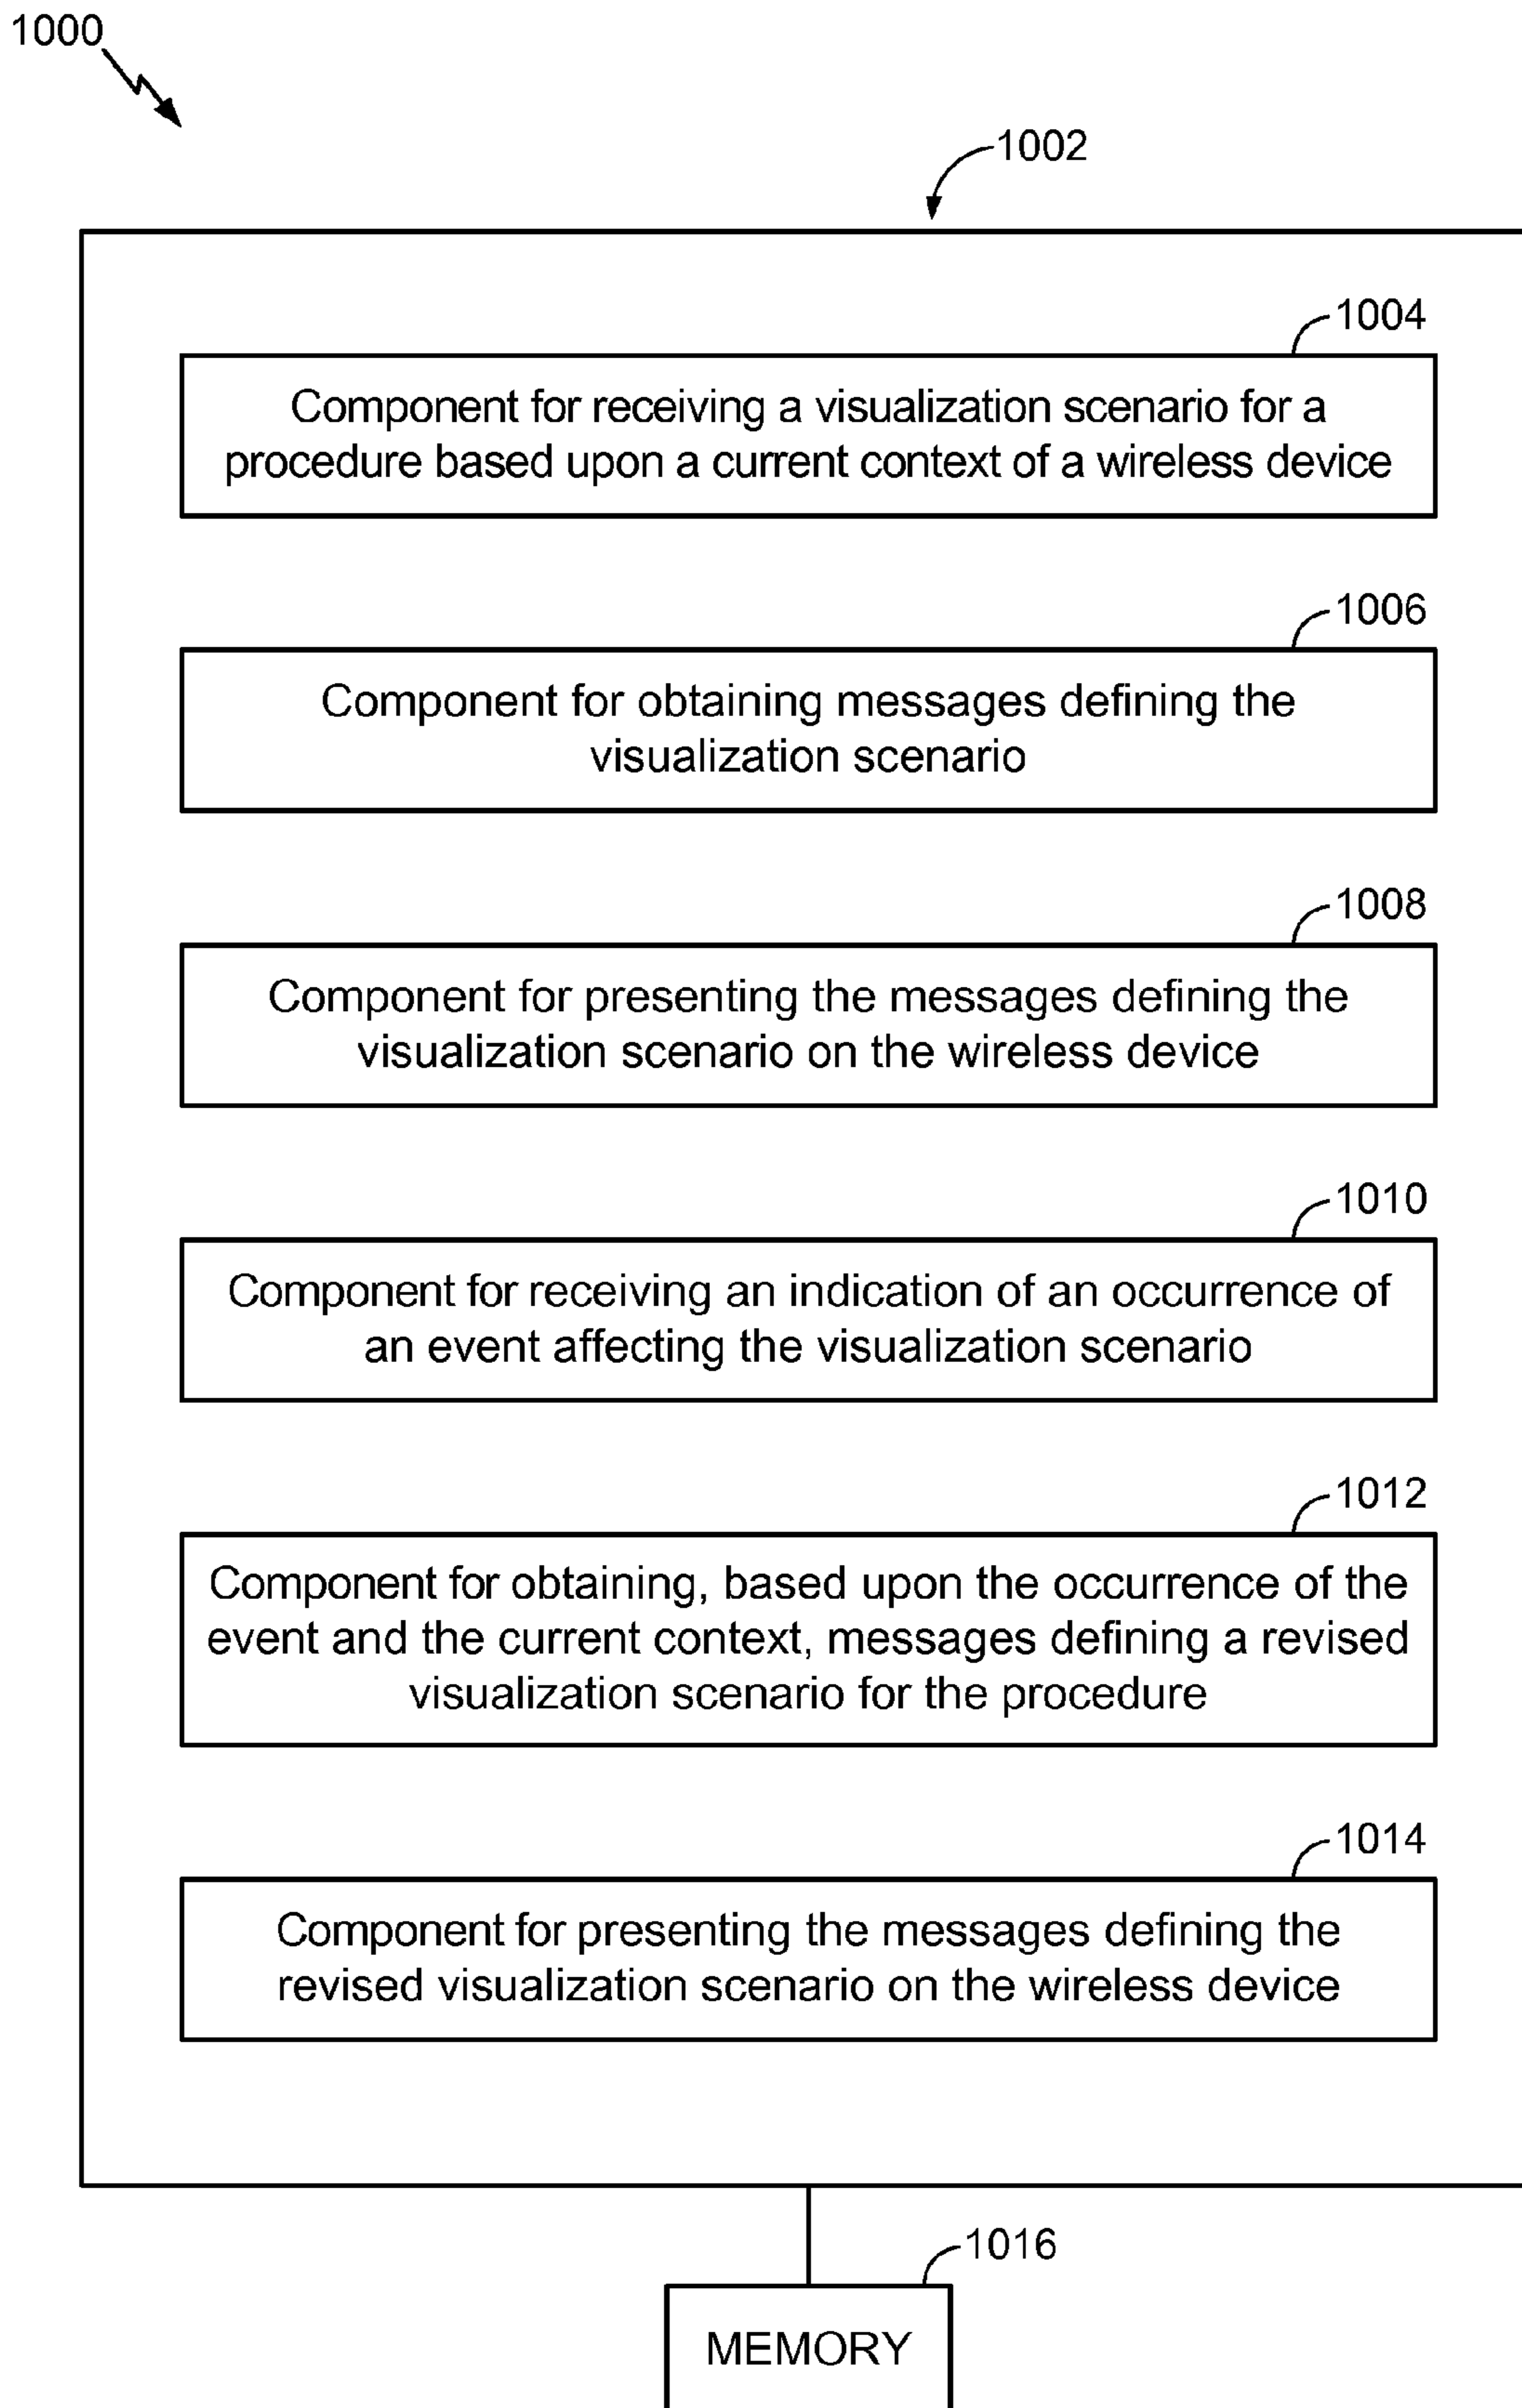 1000
1002
1004
Component for receiving a visualization scenario for a
procedure based upon a current context of a wireless device
1006
Component for obtaining messages defining the
visualization scenario
1008
Component for presenting the messages defining the
visualization scenario on the wireless device
1010
Component for receiving an indication of an occurrence of
an event affecting the visualization scenario
1012
Component for obtaining, based upon the occurrence of the
event and the current context, messages defining a revised
visualization scenario for the procedure
1014
Component for presenting the messages defining the
revised visualization scenario on the wireless device
1016
MEMORY